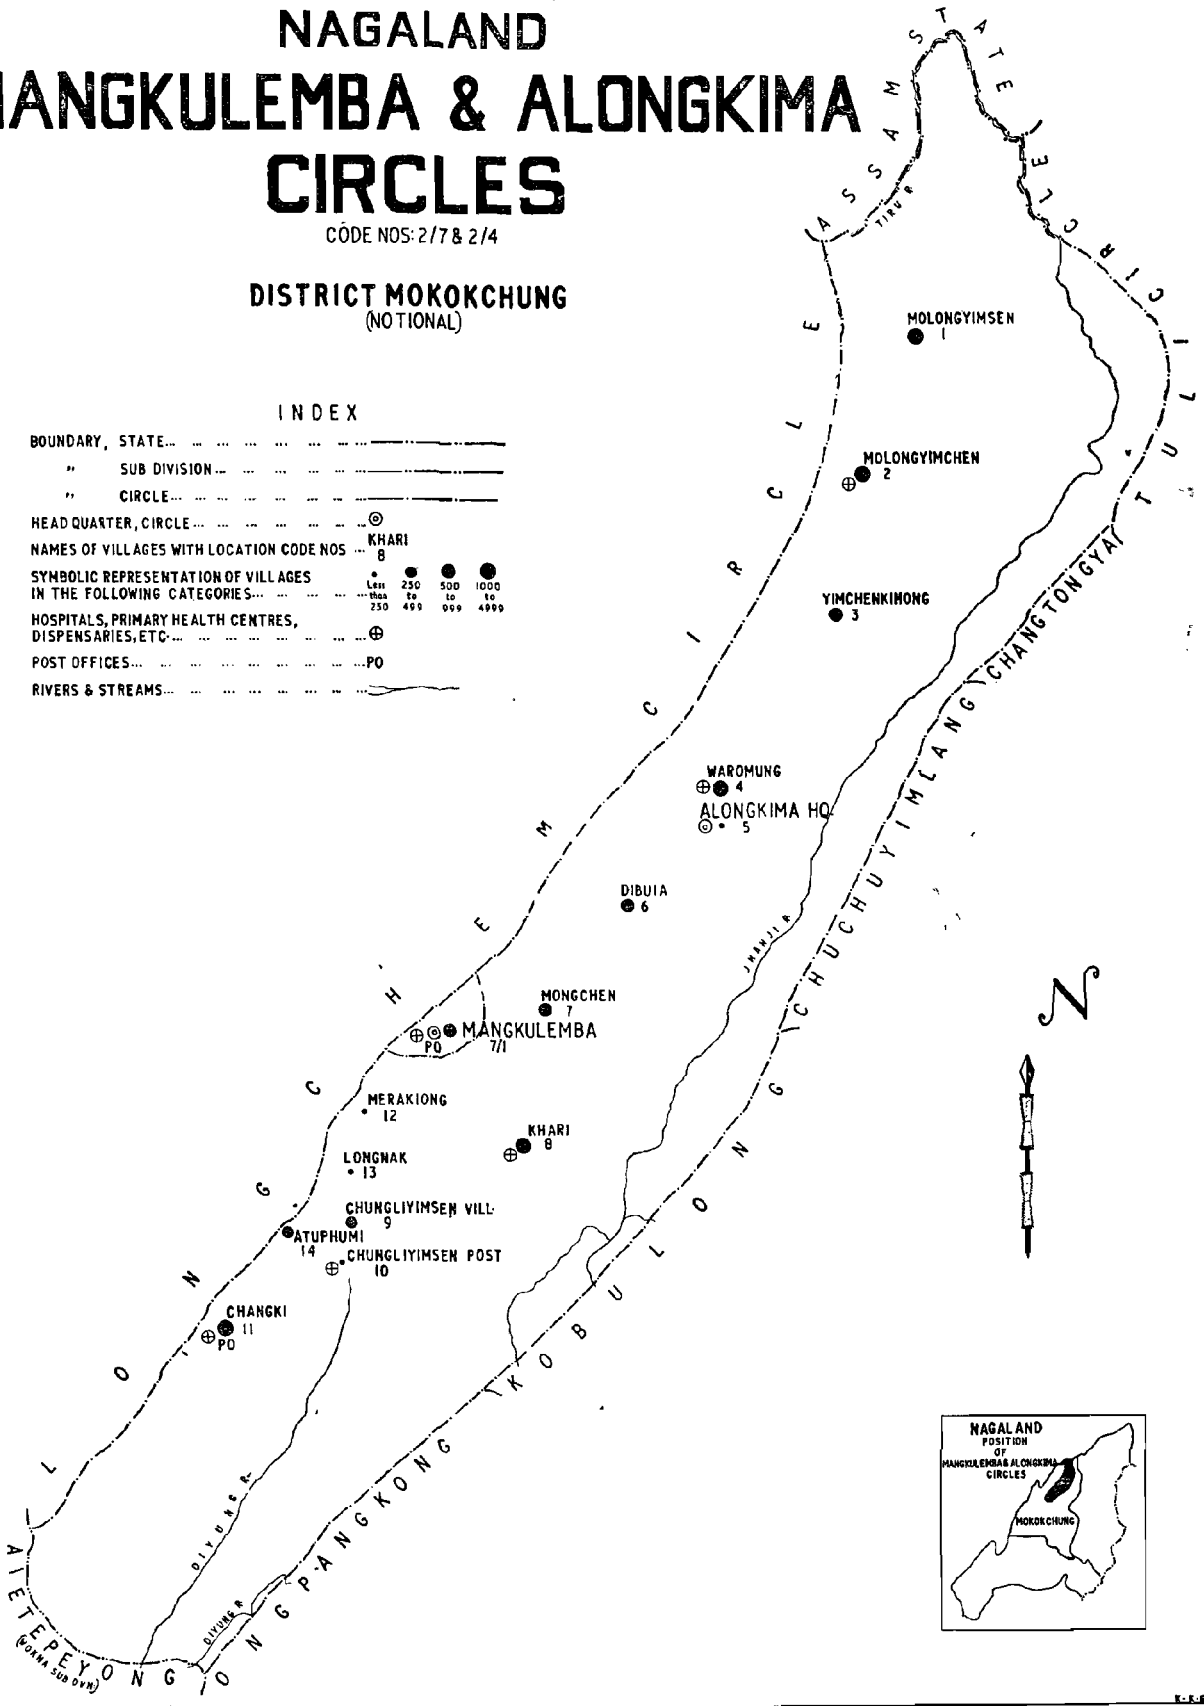 NAGALAND
MANGKULEMBA & ALONGKIMA
CIRCLES
CODE NOS: 2/7 & 2/4
DISTRICT MOKOKCHUNG
(NOTIONAL)
INDEX
BOUNDARY, STATE
" SUB DIVISION
" CIRCLE
HEAD QUARTER, CIRCLE
NAMES OF VILLAGES WITH LOCATION CODE NOS ... KHARI
8
SYMBOLIC REPRESENTATION OF VILLAGES
IN THE FOLLOWING CATEGORIES
Less than 250
250 to 499
500 to 999
1000 to 4999
HOSPITALS, PRIMARY HEALTH CENTRES,
DISPENSARIES, ETC.
POST OFFICES PO
RIVERS & STREAMS
ASSAM STATE
TIRU R.
TULI CIRCLE
MOLONGYIMSEN
1
MOLONGYIMCHEN
2
YIMCHENKIMONG
3
WAROMUNG
4
ALONGKIMA HQ.
5
DIBUIA
6
MONGCHEN
7
MANGKULEMBA
PO 7/1
MERAKIONG
12
KHARI
8
LONGNAK
13
CHUNGLIYIMSEN VILL.
9
ATUPHUMI
14
CHUNGLIYIMSEN POST
10
CHANGKI
11
PO
LONGCHEM CIRCLE
CHANGTONGYA
CHUCHUYIMLANG
JHANJI R.
KOBULONG
ONGPANGKONG
DIYUNG R.
DIYUNG R.
AIETEPEYONG
(WOKHA SUB DVN.)
N
NAGALAND
POSITION
OF
MANGKULEMBA & ALONGKIMA
CIRCLES
MOKOKCHUNG